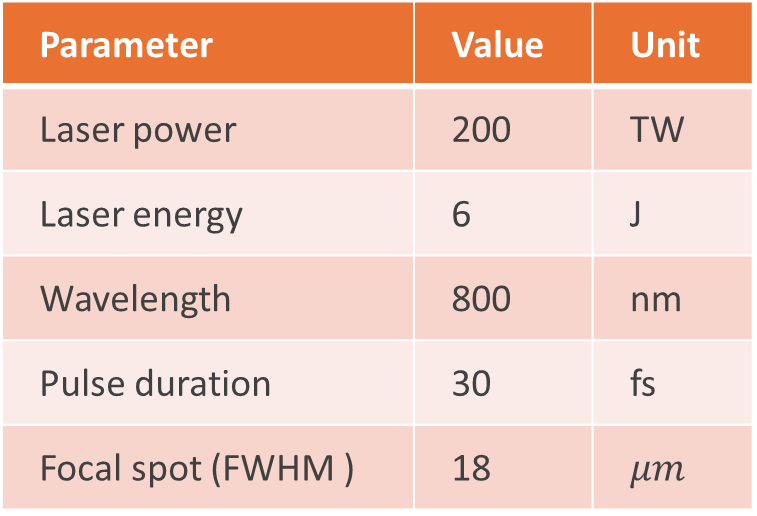 Parameter Value Unit
Laser power 200 TW
Laser energy 6 J
Wavelength 800 nm
Pulse duration 30 fs
Focal spot (FWHM ) 18 μm